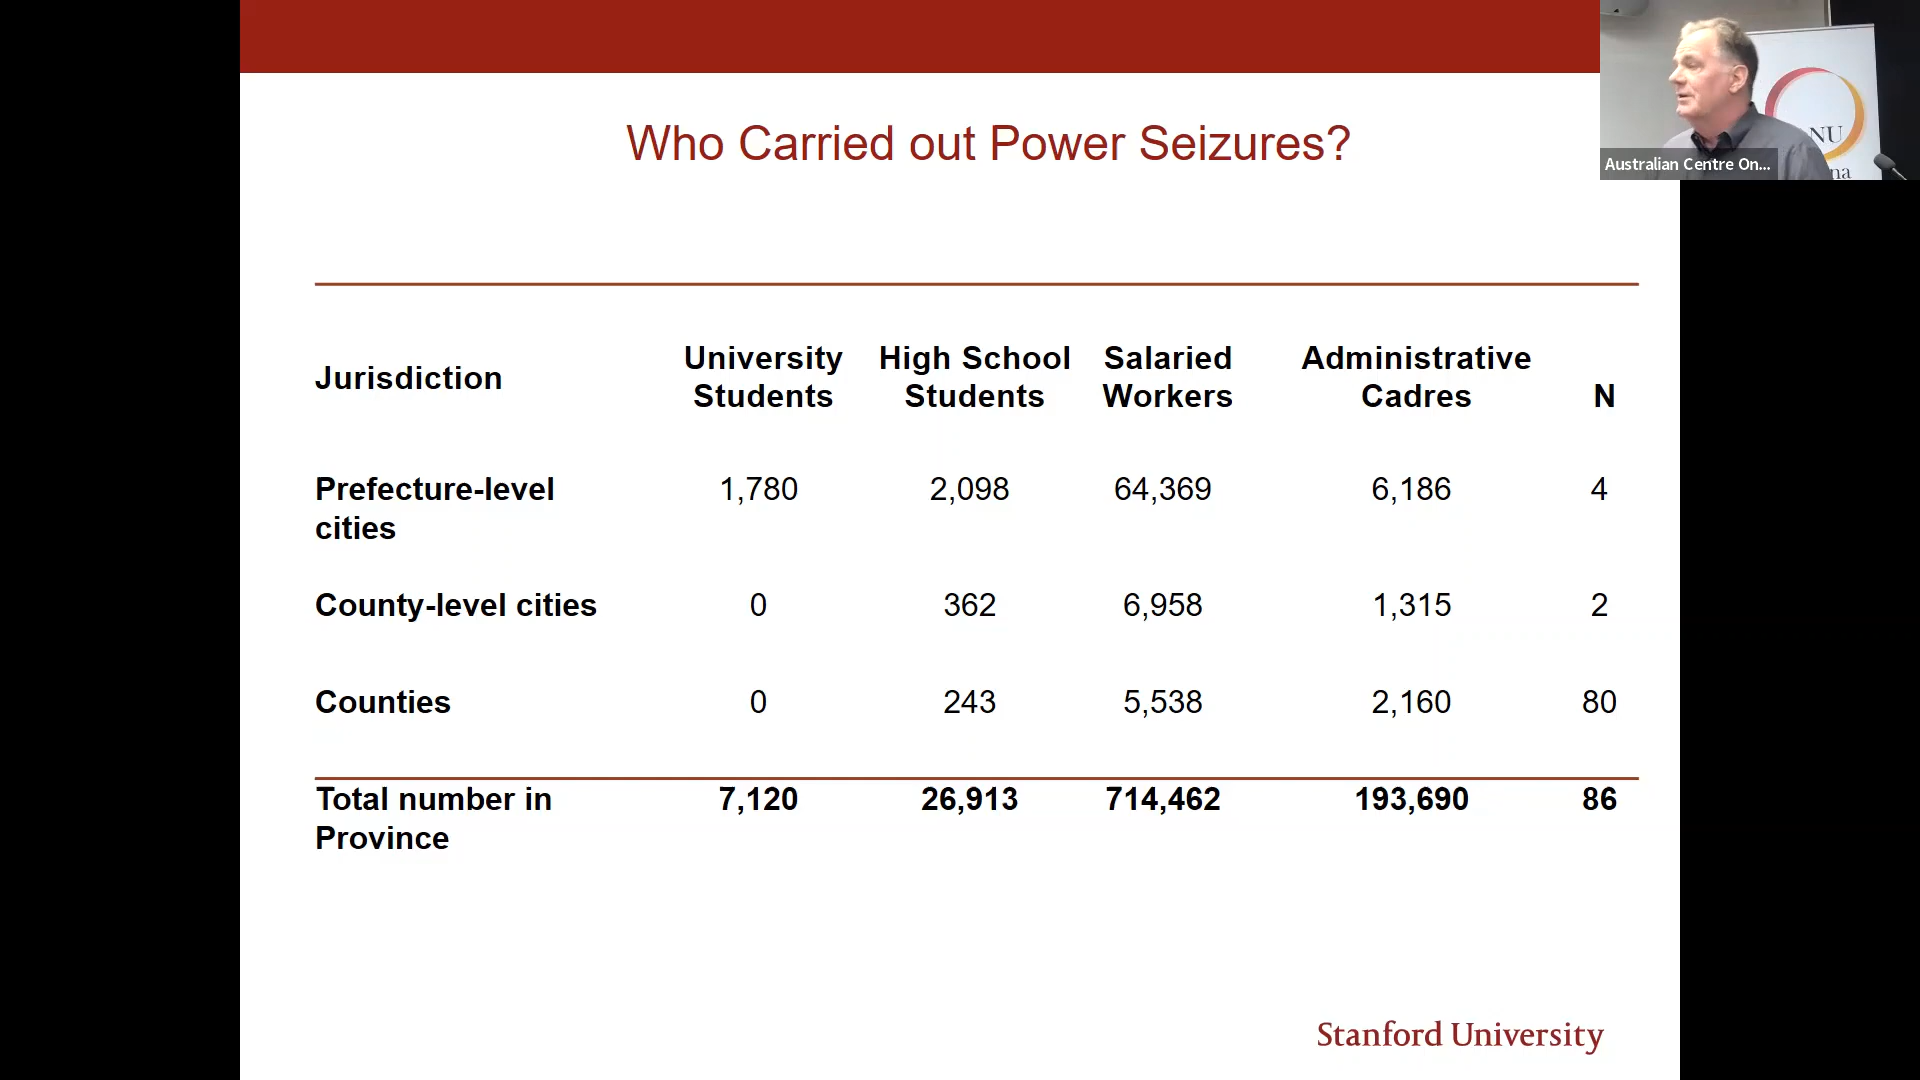 Who Carried out Power Seizures?
NU
na
Australian Centre On...
Jurisdiction University Students High School Students Salaried Workers Administrative Cadres N
Prefecture-level cities 1,780 2,098 64,369 6,186 4
County-level cities 0 362 6,958 1,315 2
Counties 0 243 5,538 2,160 80
Total number in Province 7,120 26,913 714,462 193,690 86
Stanford University